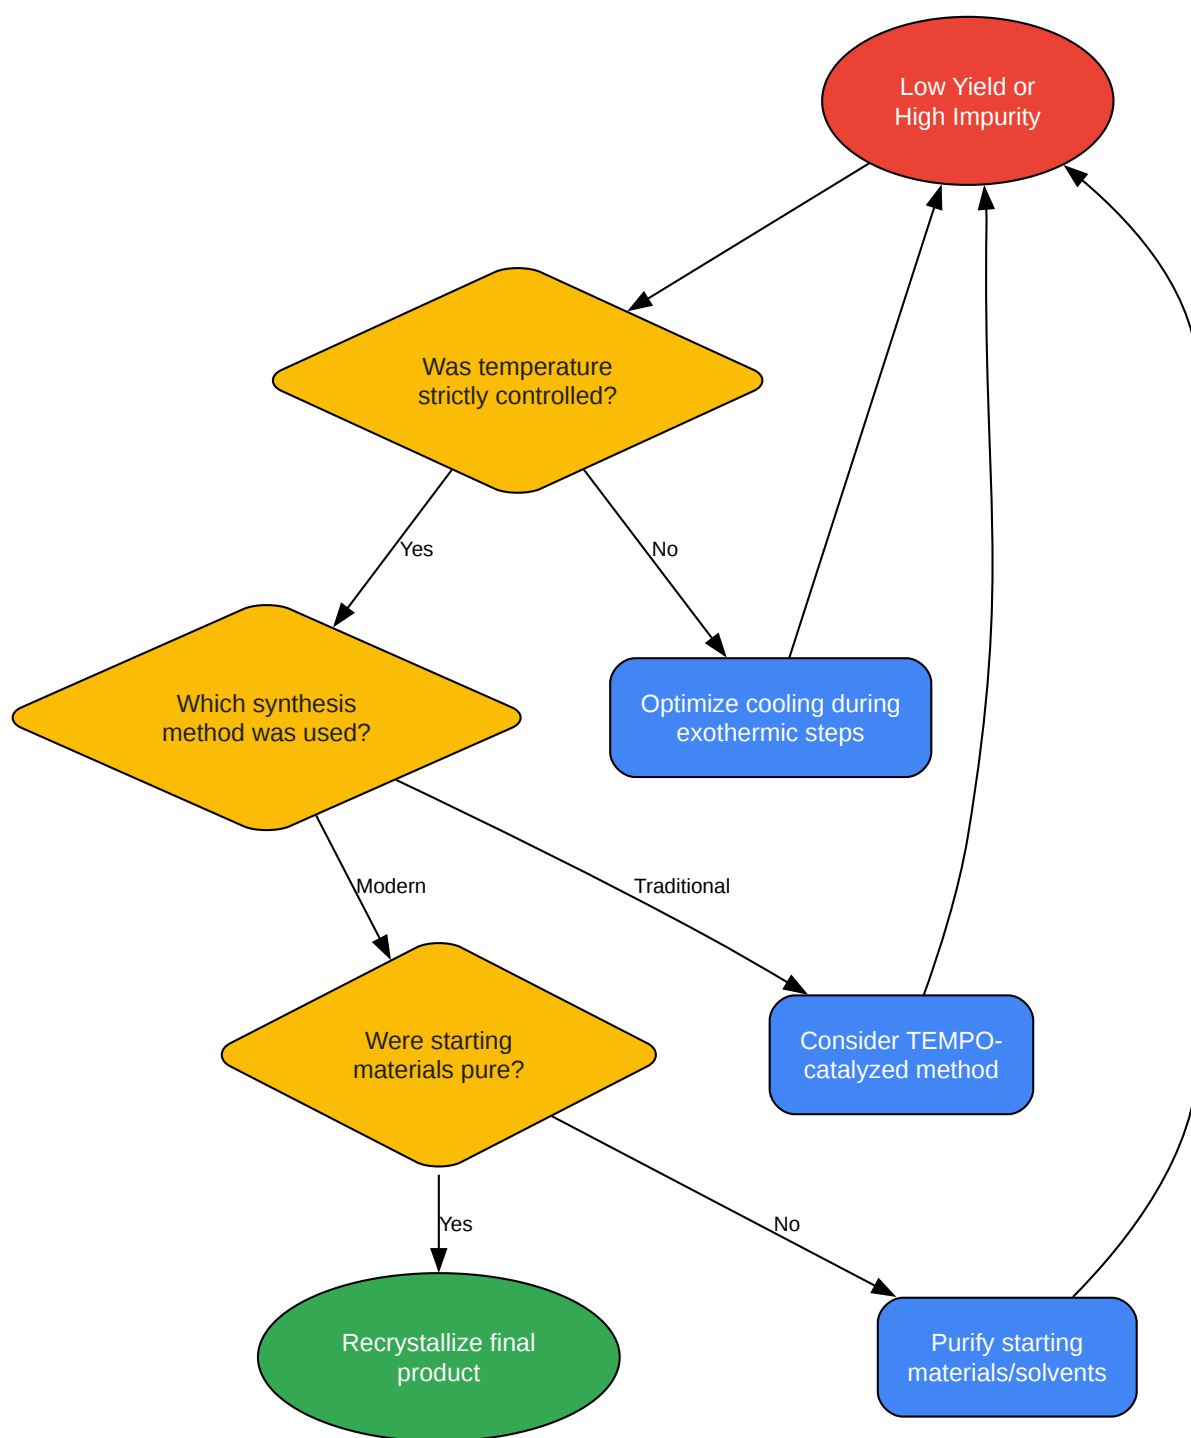 Low Yield or
High Impurity
Was temperature
strictly controlled?
Yes
No
Which synthesis
method was used?
Optimize cooling during
exothermic steps
Modern
Traditional
Were starting
materials pure?
Consider TEMPO-
catalyzed method
Yes
No
Recrystallize final
product
Purify starting
materials/solvents